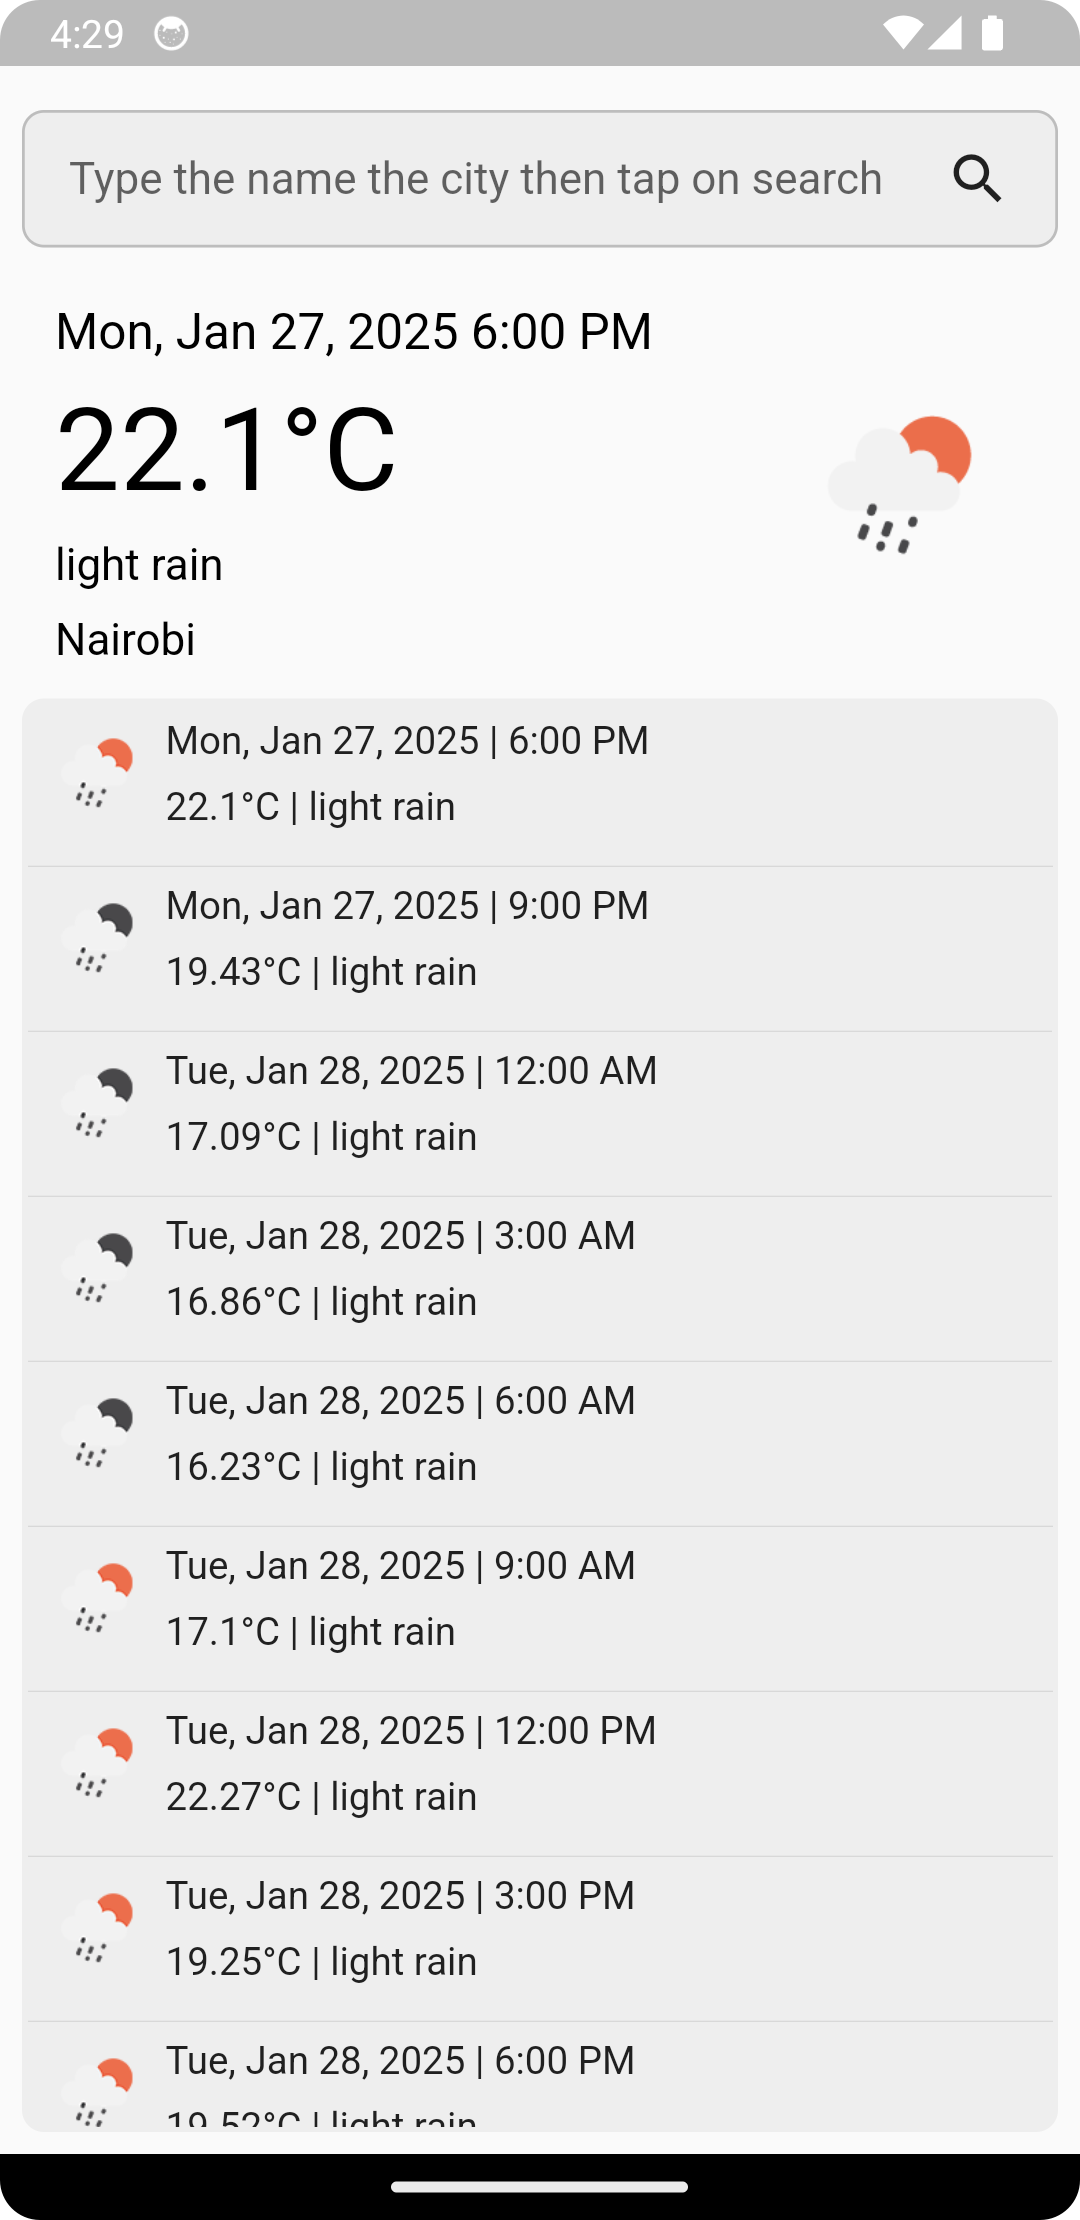 4:29
Type the name the city then tap on search
Mon, Jan 27, 2025 6:00 PM
22.1°C
light rain
Nairobi
Mon, Jan 27, 2025 | 6:00 PM
22.1°C | light rain
Mon, Jan 27, 2025 | 9:00 PM
19.43°C | light rain
Tue, Jan 28, 2025 | 12:00 AM
17.09°C | light rain
Tue, Jan 28, 2025 | 3:00 AM
16.86°C | light rain
Tue, Jan 28, 2025 | 6:00 AM
16.23°C | light rain
Tue, Jan 28, 2025 | 9:00 AM
17.1°C | light rain
Tue, Jan 28, 2025 | 12:00 PM
22.27°C | light rain
Tue, Jan 28, 2025 | 3:00 PM
19.25°C | light rain
Tue, Jan 28, 2025 | 6:00 PM
19.52°C | light rain